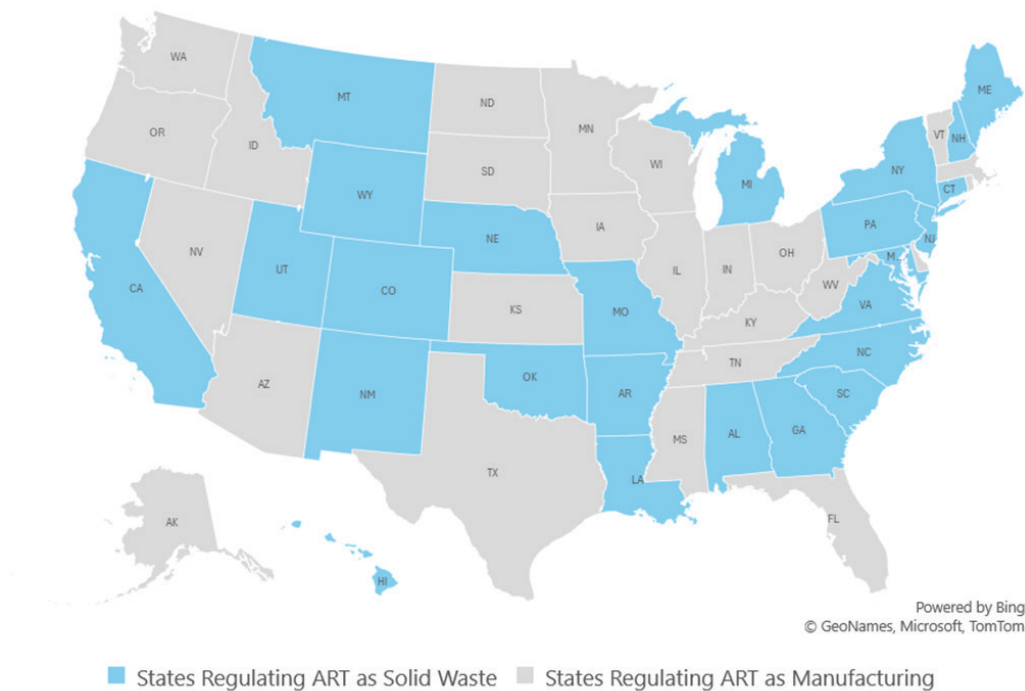 WA
MT
ME
ND
OR
MN
VT
NH
ID
WI
SD
NY
WY
MI
CT
IA
PA
NE
NV
OH
NJ
IL
IN
M...
UT
CA
CO
WV
VA
KS
MO
KY
NC
TN
OK
AZ
AR
NM
SC
MS
AL
GA
TX
LA
FL
AK
HI
Powered by Bing
© GeoNames, Microsoft, TomTom
States Regulating ART as Solid Waste
States Regulating ART as Manufacturing